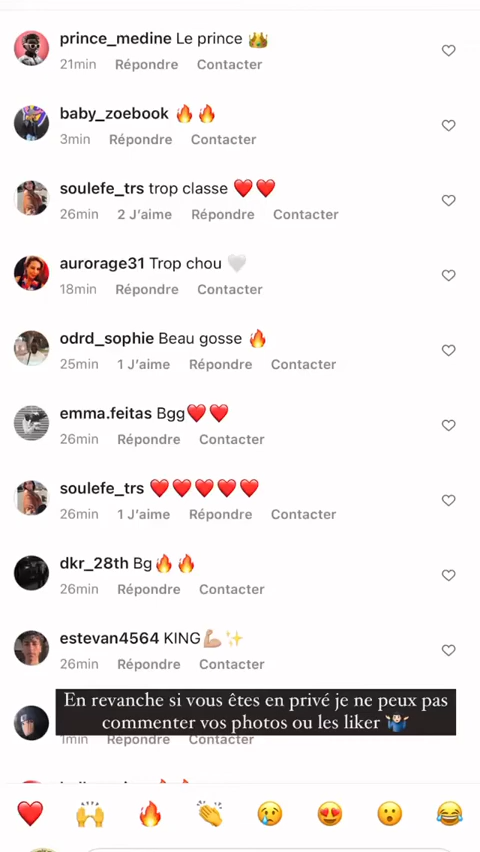 prince_medine Le prince 👑
21min Répondre Contacter
baby_zoebook 🔥🔥
3min Répondre Contacter
soulefe_trs trop classe ❤️❤️
26min 2 J'aime Répondre Contacter
aurorage31 Trop chou 🤍
18min Répondre Contacter
odrd_sophie Beau gosse 🔥
25min 1 J'aime Répondre Contacter
emma.feitas Bgg❤️❤️
26min Répondre Contacter
soulefe_trs ❤️❤️❤️❤️❤️
26min 1 J'aime Répondre Contacter
dkr_28th Bg🔥🔥
26min Répondre Contacter
estevan4564 KING💪🏼✨
26min Répondre Contacter
En revanche si vous êtes en privé je ne peux pas
commenter vos photos ou les liker 🤷🏻‍♂️
1min Répondre Contacter